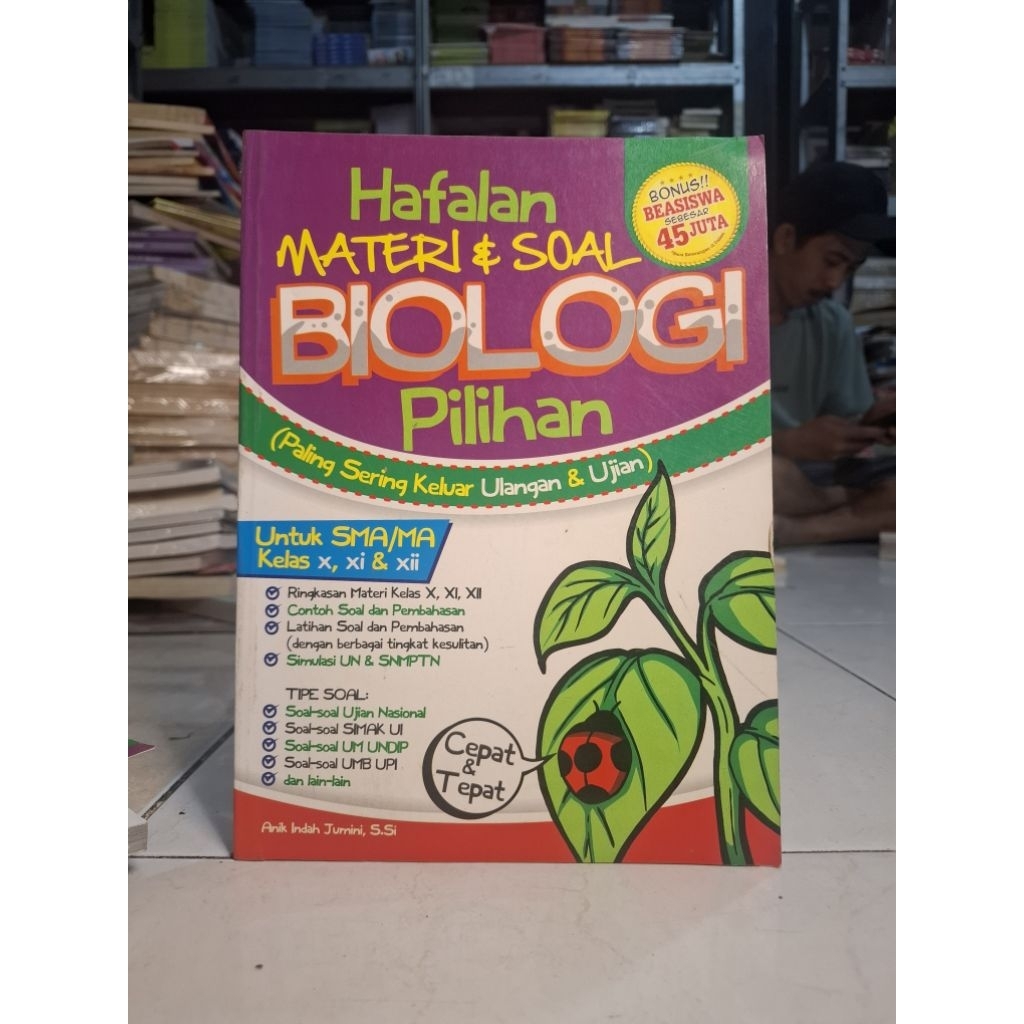 Hafalan
MATERI & SOAL
BIOLOGI
Pilihan
BONUS!!
BEASISWA
SEBESAR
45 JUTA
(Paling Sering Keluar Ulangan & Ujian)
Untuk SMA/MA
Kelas x, xi & xii
Ringkasan Materi Kelas X, XI, XII
Contoh Soal dan Pembahasan
Latihan Soal dan Pembahasan
(dengan berbagai tingkat kesulitan)
Simulasi UN & SNMPTN
TIPE SOAL:
Soal-soal Ujian Nasional
Soal-soal SIMAK UI
Soal-soal UM UNDIP
Soal-soal UMB UPI
dan lain-lain
Cepat
&
Tepat
Anik Indah Jumini, S.Si